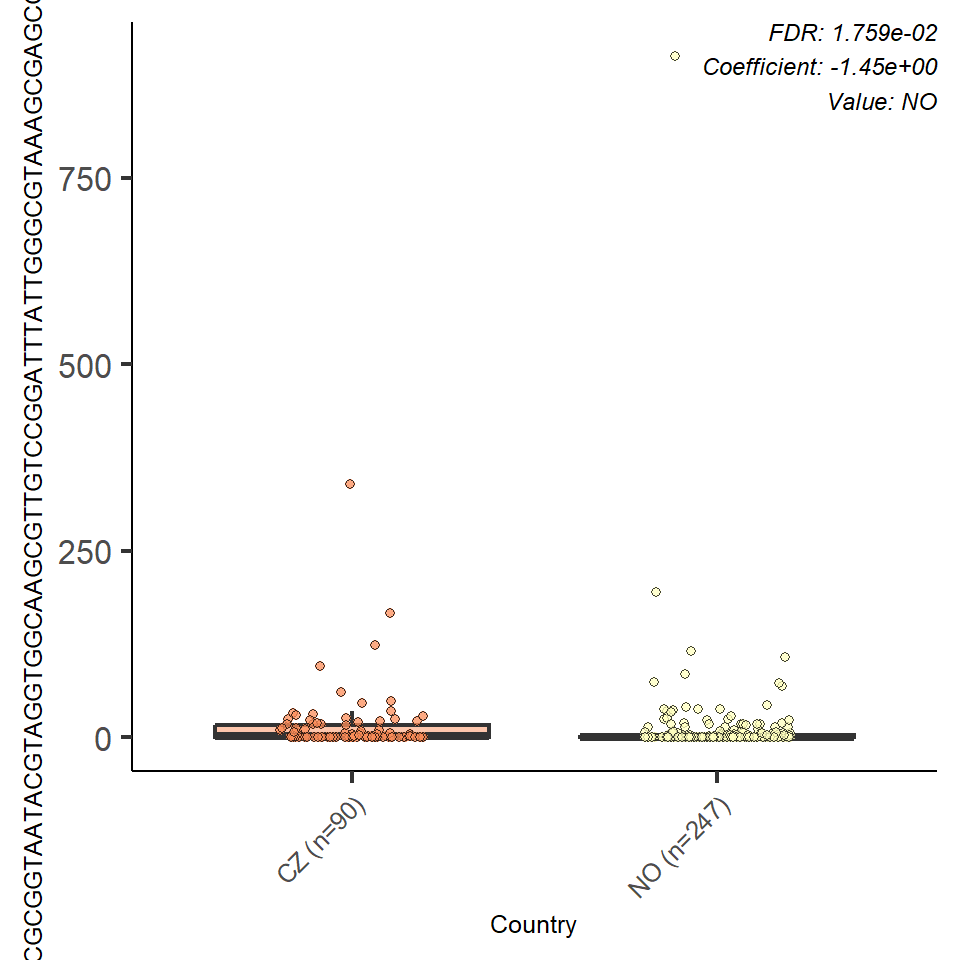 FDR: 1.759e-02
Coefficient: -1.45e+00
Value: NO
CGCGGTAATACGTAGGTGGCAAGCGTTGTCCGGATTTATTGGGCGTAAAGCGAGC
750
500
250
0
CZ (n=90)
NO (n=247)
Country